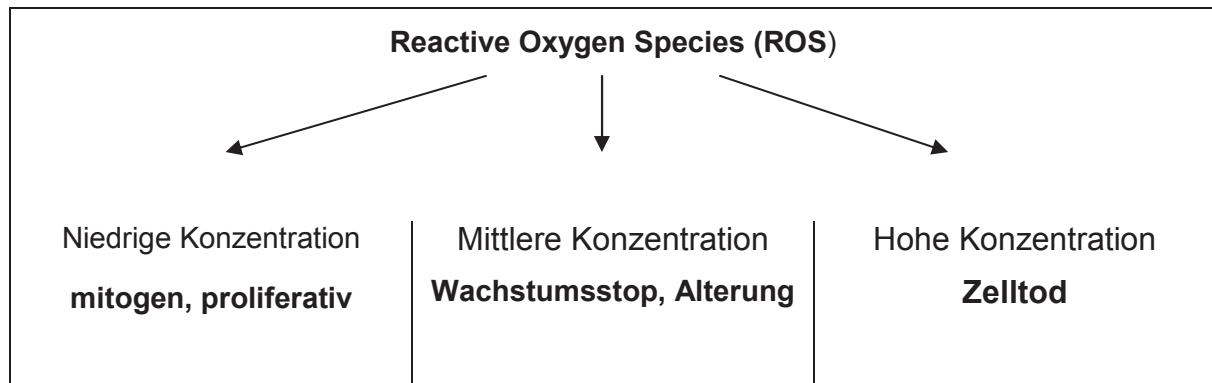 Reactive Oxygen Species (ROS)
Niedrige Konzentration
mitogen, proliferativ
Mittlere Konzentration
Wachstumsstop, Alterung
Hohe Konzentration
Zelltod